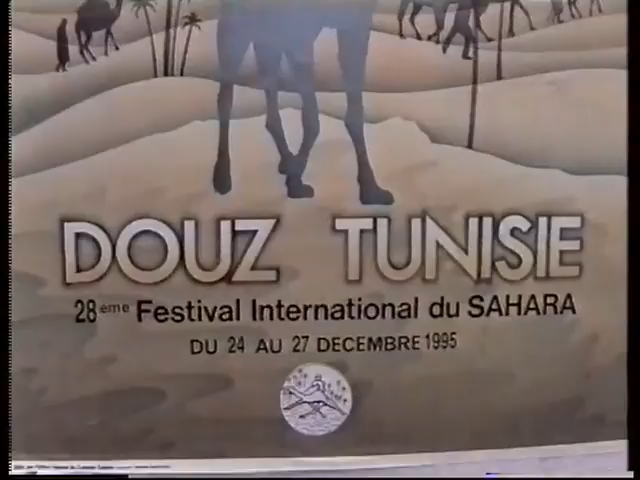 DOUZ TUNISIE
28ème Festival International du SAHARA
DU 24 AU 27 DECEMBRE 1995